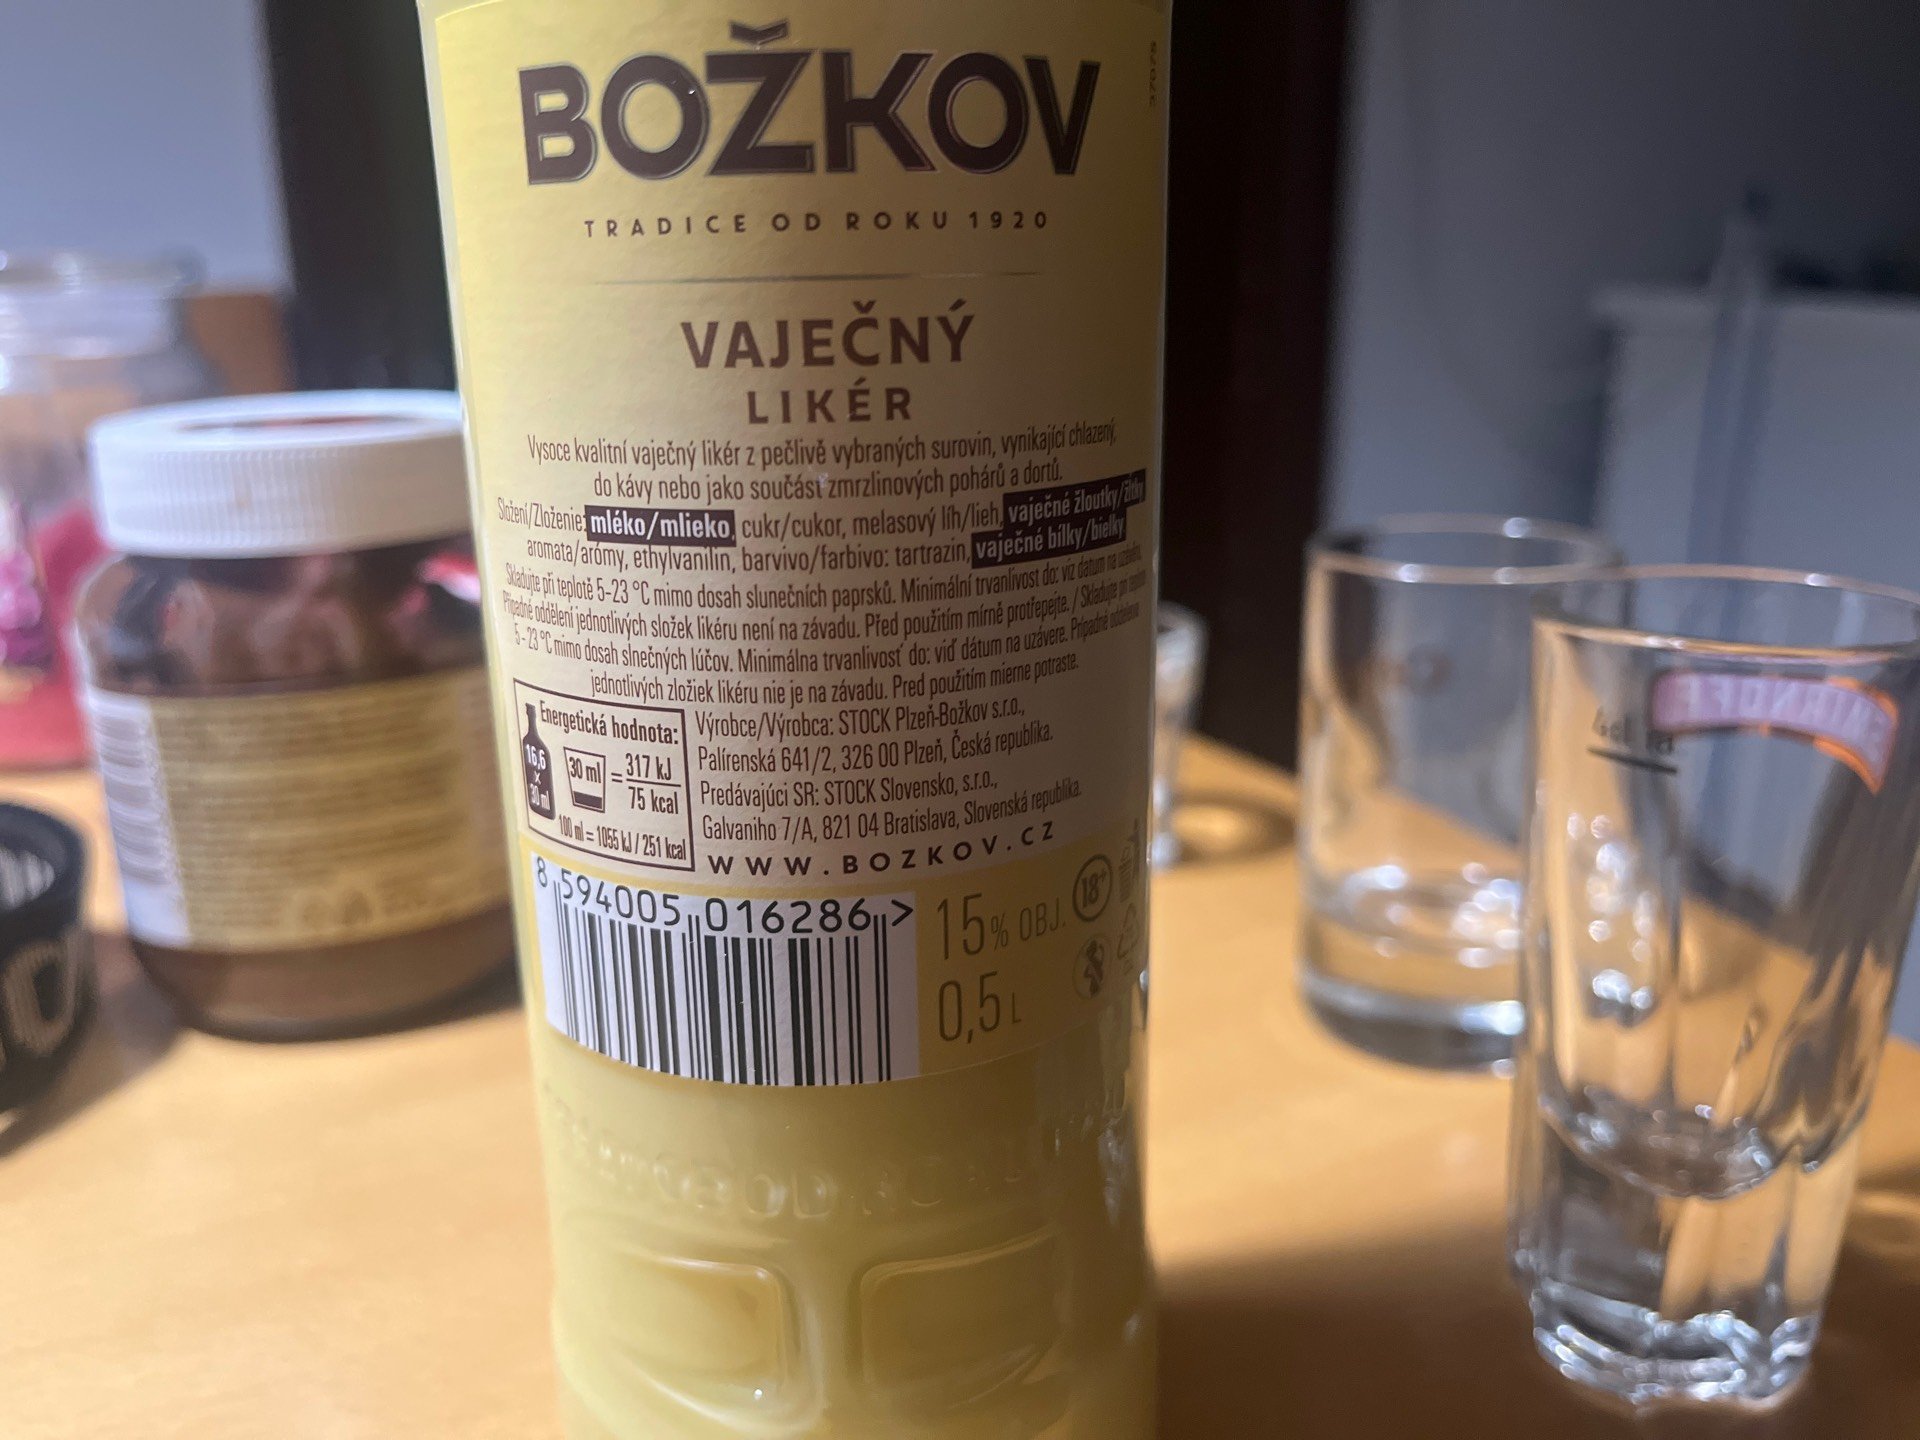 BOŽKOV
TRADICE OD ROKU 1920
VAJEČNÝ
LIKÉR
Vysoce kvalitní vaječný likér z pečlivě vybraných surovin, vynikající chlazený,
do kávy nebo jako součást zmrzlinových pohárů a dortů.
Složení/Zloženie: mléko/mlieko, cukr/cukor, melasový líh/lieh, vaječné žloutky/žĺtky
aromata/arómy, ethylvanilin, barvivo/farbivo: tartrazin, vaječné bílky/bielky
Skladujte při teplotě 5-23 °C mimo dosah slunečních paprsků. Minimální trvanlivost do: viz datum na uzávěru.
Případné oddělení jednotlivých složek likéru není na závadu. Před použitím mírně protřepejte. / Skladujte pri teplote
5-23 °C mimo dosah slnečných lúčov. Minimálna trvanlivosť do: viď dátum na uzávere. Prípadné oddelenie
jednotlivých zložiek likéru nie je na závadu. Pred použitím mierne potraste.
Energetická hodnota:
16,6 x 30 ml
30 ml = 317 kJ
75 kcal
100 ml = 1055 kJ / 251 kcal
Výrobce/Výrobca: STOCK Plzeň-Božkov s.r.o.,
Palírenská 641/2, 326 00 Plzeň, Česká republika.
Predávajúci SR: STOCK Slovensko, s.r.o.,
Galvaniho 7/A, 821 04 Bratislava, Slovenská republika.
WWW.BOZKOV.CZ
8 594005 016286 >
15% OBJ.
18+
0,5 L
SMIRNOFF